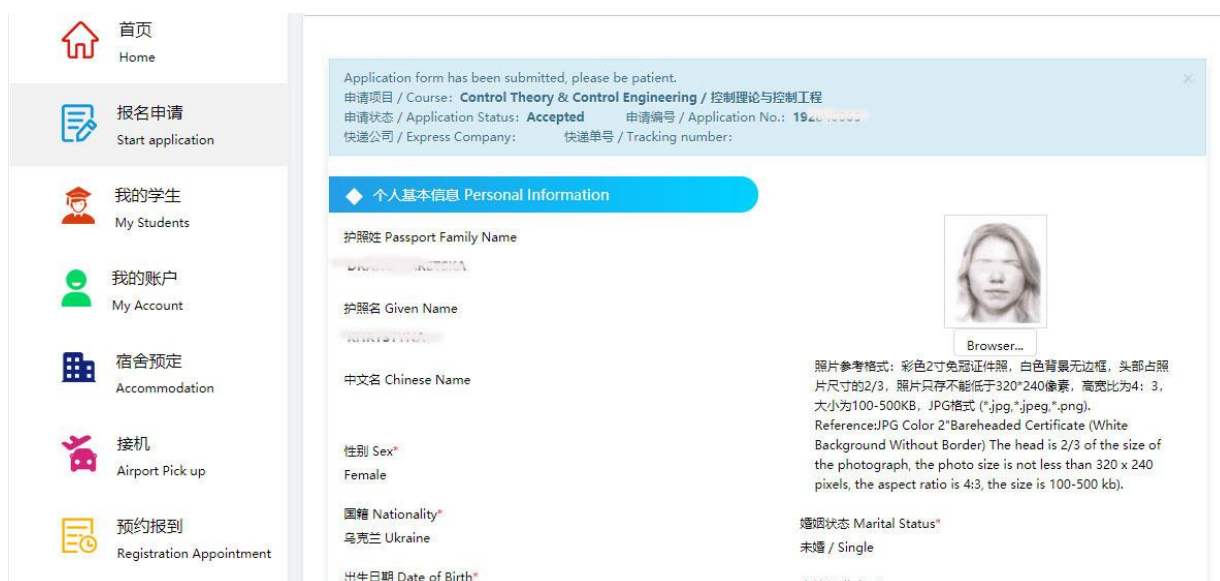 首页
Home
报名申请
Start application
我的学生
My Students
我的账户
My Account
宿舍预定
Accommodation
接机
Airport Pick up
预约报到
Registration Appointment
Application form has been submitted, please be patient.
×
申请项目 / Course: Control Theory & Control Engineering / 控制理论与控制工程
申请状态 / Application Status: Accepted 申请编号 / Application No.:
快递公司 / Express Company: 快递单号 / Tracking number:
个人基本信息 Personal Information
护照姓 Passport Family Name
护照名 Given Name
中文名 Chinese Name
性别 Sex*
Female
国籍 Nationality*
乌克兰 Ukraine
出生日期 Date of Birth*
Browser...
照片参考格式：彩色2寸免冠证件照，白色背景无边框，头部占照
片尺寸的2/3，照片只存不能低于320*240像素，高宽比为4：3，
大小为100-500KB，JPG格式 (*.jpg,*.jpeg,*.png).
Reference:JPG Color 2"Bareheaded Certificate (White
Background Without Border) The head is 2/3 of the size of
the photograph, the photo size is not less than 320 x 240
pixels, the aspect ratio is 4:3, the size is 100-500 kb).
婚姻状态 Marital Status*
未婚 / Single